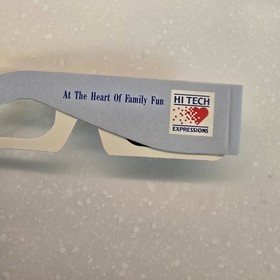 At The Heart Of Family Fun
HI TECH
EXPRESSIONS